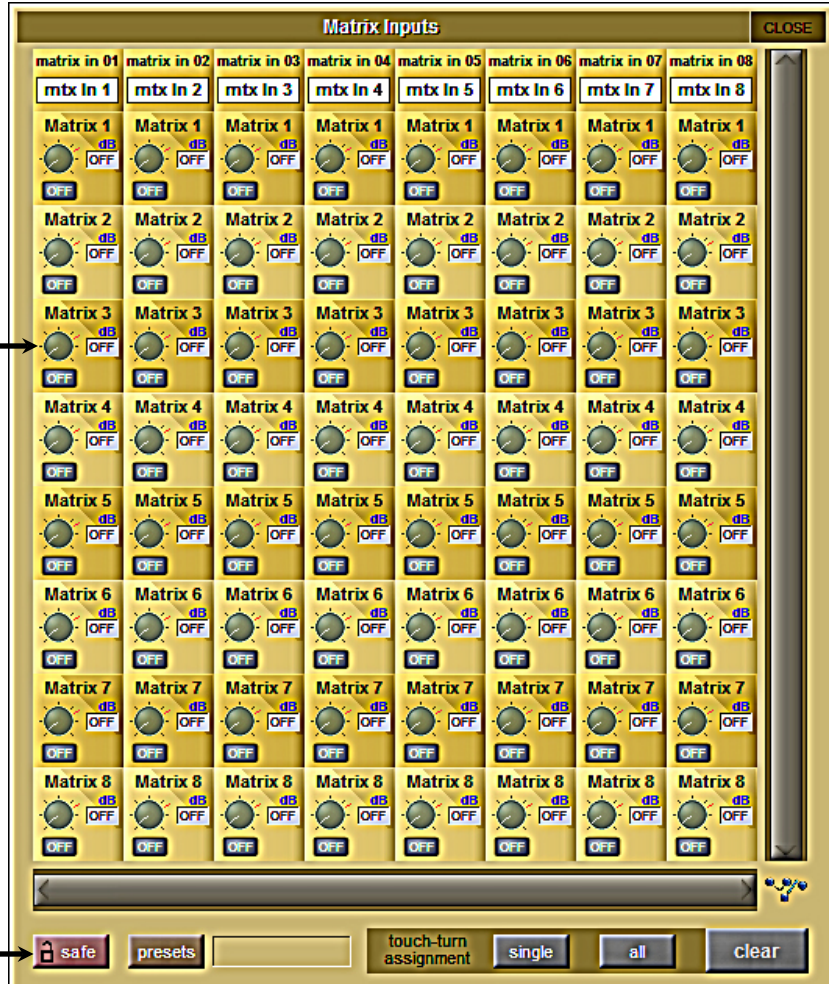 Matrix Inputs CLOSE
matrix in 01 matrix in 02 matrix in 03 matrix in 04 matrix in 05 matrix in 06 matrix in 07 matrix in 08
mtx In 1 mtx In 2 mtx In 3 mtx In 4 mtx In 5 mtx In 6 mtx In 7 mtx In 8
Matrix 1 Matrix 1 Matrix 1 Matrix 1 Matrix 1 Matrix 1 Matrix 1 Matrix 1
dB dB dB dB dB dB dB dB
OFF OFF OFF OFF OFF OFF OFF OFF
OFF OFF OFF OFF OFF OFF OFF OFF
Matrix 2 Matrix 2 Matrix 2 Matrix 2 Matrix 2 Matrix 2 Matrix 2 Matrix 2
dB dB dB dB dB dB dB dB
OFF OFF OFF OFF OFF OFF OFF OFF
OFF OFF OFF OFF OFF OFF OFF OFF
Matrix 3 Matrix 3 Matrix 3 Matrix 3 Matrix 3 Matrix 3 Matrix 3 Matrix 3
dB dB dB dB dB dB dB dB
OFF OFF OFF OFF OFF OFF OFF OFF
OFF OFF OFF OFF OFF OFF OFF OFF
Matrix 4 Matrix 4 Matrix 4 Matrix 4 Matrix 4 Matrix 4 Matrix 4 Matrix 4
dB dB dB dB dB dB dB dB
OFF OFF OFF OFF OFF OFF OFF OFF
OFF OFF OFF OFF OFF OFF OFF OFF
Matrix 5 Matrix 5 Matrix 5 Matrix 5 Matrix 5 Matrix 5 Matrix 5 Matrix 5
dB dB dB dB dB dB dB dB
OFF OFF OFF OFF OFF OFF OFF OFF
OFF OFF OFF OFF OFF OFF OFF OFF
Matrix 6 Matrix 6 Matrix 6 Matrix 6 Matrix 6 Matrix 6 Matrix 6 Matrix 6
dB dB dB dB dB dB dB dB
OFF OFF OFF OFF OFF OFF OFF OFF
OFF OFF OFF OFF OFF OFF OFF OFF
Matrix 7 Matrix 7 Matrix 7 Matrix 7 Matrix 7 Matrix 7 Matrix 7 Matrix 7
dB dB dB dB dB dB dB dB
OFF OFF OFF OFF OFF OFF OFF OFF
OFF OFF OFF OFF OFF OFF OFF OFF
Matrix 8 Matrix 8 Matrix 8 Matrix 8 Matrix 8 Matrix 8 Matrix 8 Matrix 8
dB dB dB dB dB dB dB dB
OFF OFF OFF OFF OFF OFF OFF OFF
OFF OFF OFF OFF OFF OFF OFF OFF
safe presets touch-turn assignment single all clear